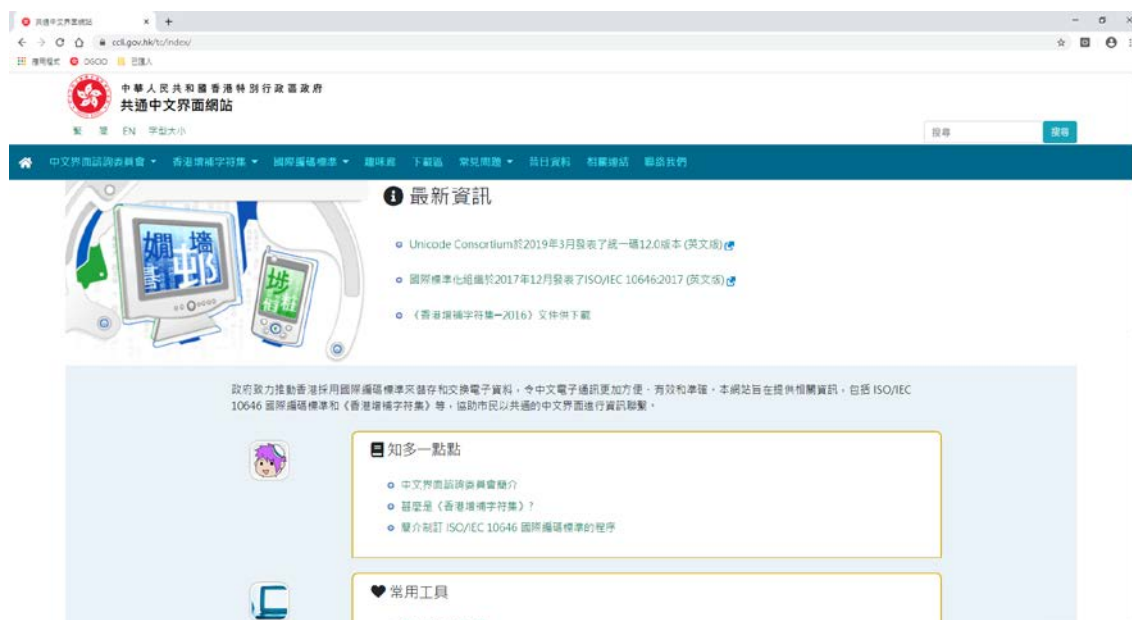 共通中文界面網站
ccli.gov.hk/tc/index/
應用程式 OGCIO 已匯入
中華人民共和國香港特別行政區政府
共通中文界面網站
繁 簡 EN 字型大小
搜尋 搜尋
中文界面諮詢委員會 香港增補字符集 國際編碼標準 趣味廊 下載區 常見問題 昔日資料 相關連結 聯絡我們
嫺 墻
埗
最新資訊
Unicode Consortium於2019年3月發表了統一碼12.0版本 (英文版)
國際標準化組織於2017年12月發表了ISO/IEC 10646:2017 (英文版)
《香港增補字符集—2016》文件供下載
政府致力推動香港採用國際編碼標準來儲存和交換電子資料，令中文電子通訊更加方便、有效和準確。本網站旨在提供相關資訊，包括 ISO/IEC
10646 國際編碼標準和《香港增補字符集》等，協助市民以共通的中文界面進行資訊聯繫。
知多一點點
中文界面諮詢委員會簡介
甚麼是《香港增補字符集》?
簡介制訂 ISO/IEC 10646 國際編碼標準的程序
常用工具